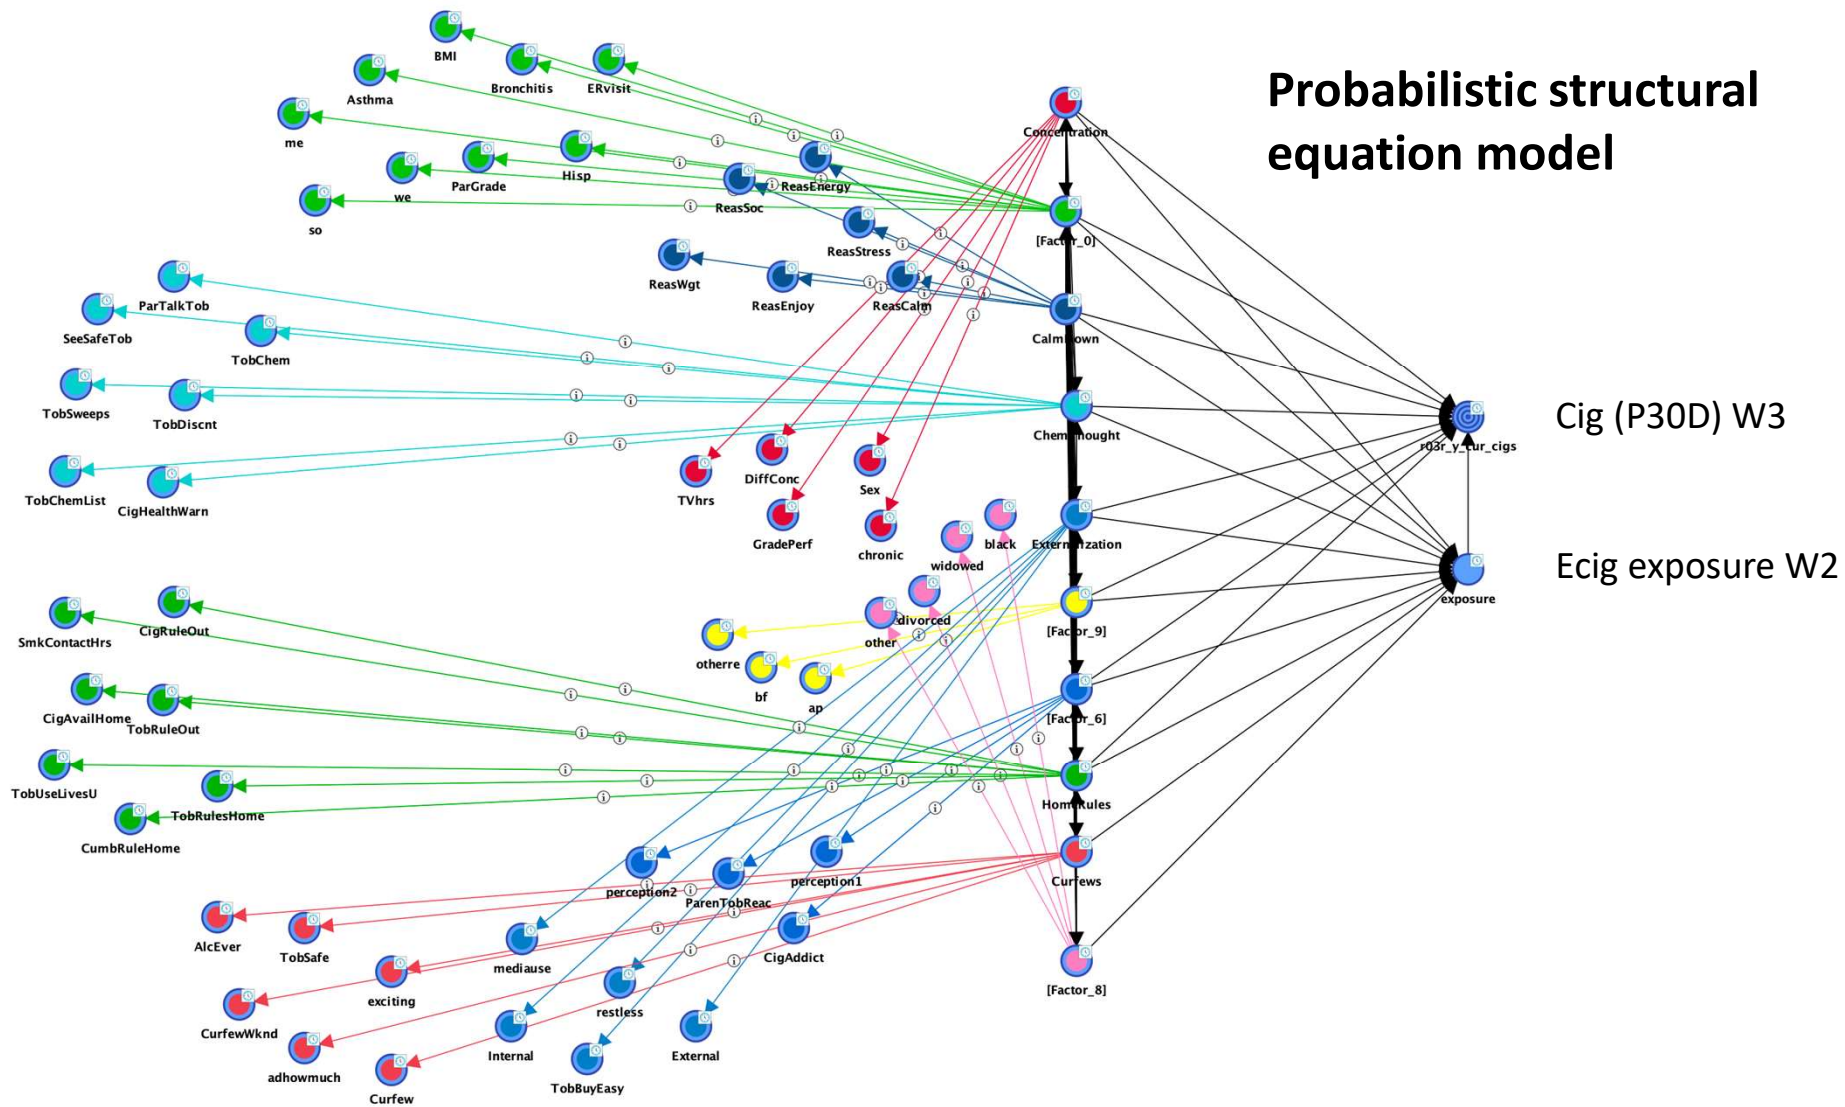 Probabilistic structural
equation model
BMI
Bronchitis
ERvisit
Asthma
me
Concentration
Hisp
ParGrade
we
ReasEnergy
ReasSoc
so
[Factor_0]
ReasStress
ReasWgt
ReasEnjoy
ReasCalm
ParTalkTob
SeeSafeTob
TobChem
CalmDown
TobSweeps
TobDiscnt
Cig (P30D) W3
ChemThought
r03r_y_cur_cigs
TobChemList
CigHealthWarn
TVhrs
DiffConc
Sex
GradePerf
chronic
black
Externalization
widowed
Ecig exposure W2
exposure
SmkContactHrs
CigRuleOut
other
divorced
[Factor_9]
otherre
bf
ap
CigAvailHome
TobRuleOut
[Factor_6]
TobUseLivesU
TobRulesHome
HomeRules
CumbRuleHome
perception2
ParenTobReac
perception1
Curfews
AlcEver
TobSafe
mediause
CigAddict
exciting
[Factor_8]
restless
CurfewWknd
Internal
External
adhowmuch
TobBuyEasy
Curfew